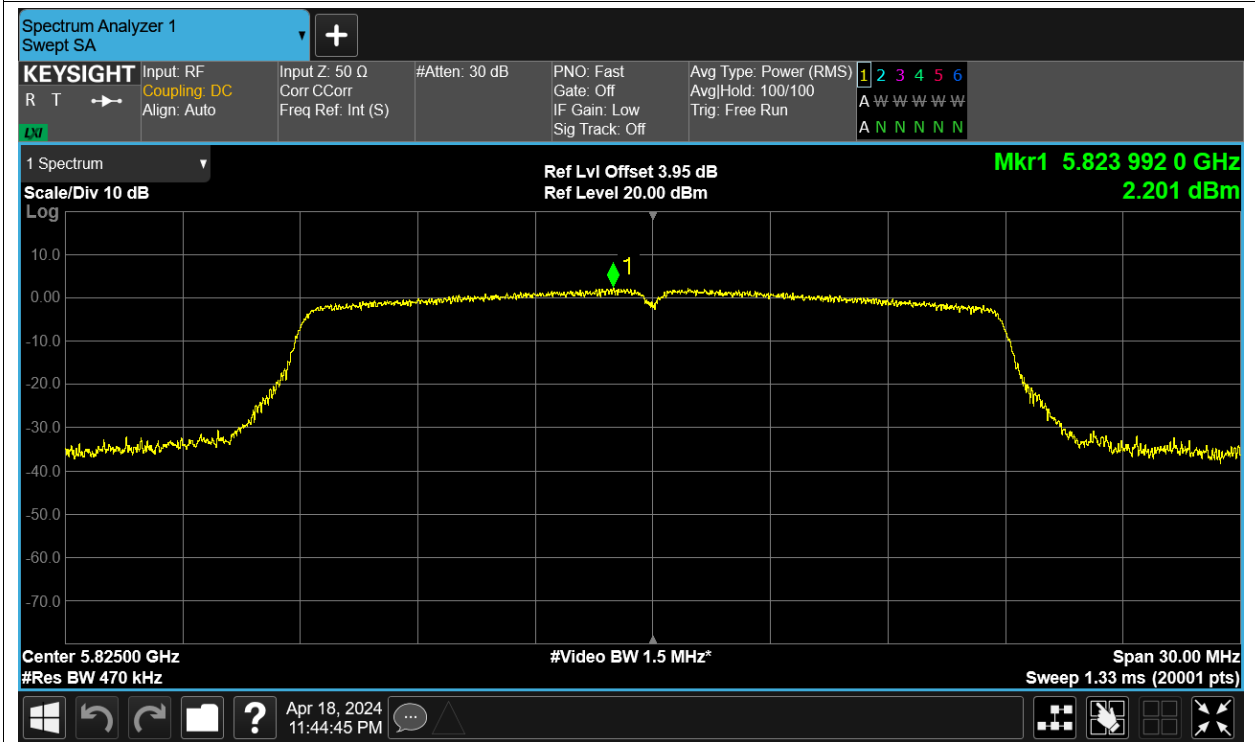 Spectrum Analyzer 1
Swept SA
+
KEYSIGHT
R T
LXI
Input: RF
Coupling: DC
Align: Auto
Input Z: 50 Ω
Corr CCorr
Freq Ref: Int (S)
#Atten: 30 dB
PNO: Fast
Gate: Off
IF Gain: Low
Sig Track: Off
Avg Type: Power (RMS)
Avg|Hold: 100/100
Trig: Free Run
1 2 3 4 5 6
A W W W W W
A N N N N N
1 Spectrum
Scale/Div 10 dB
Ref Lvl Offset 3.95 dB
Ref Level 20.00 dBm
Mkr1 5.823 992 0 GHz
2.201 dBm
Log
10.0
0.00
-10.0
-20.0
-30.0
-40.0
-50.0
-60.0
-70.0
1
Center 5.82500 GHz
#Res BW 470 kHz
#Video BW 1.5 MHz*
Span 30.00 MHz
Sweep 1.33 ms (20001 pts)
?
Apr 18, 2024
11:44:45 PM